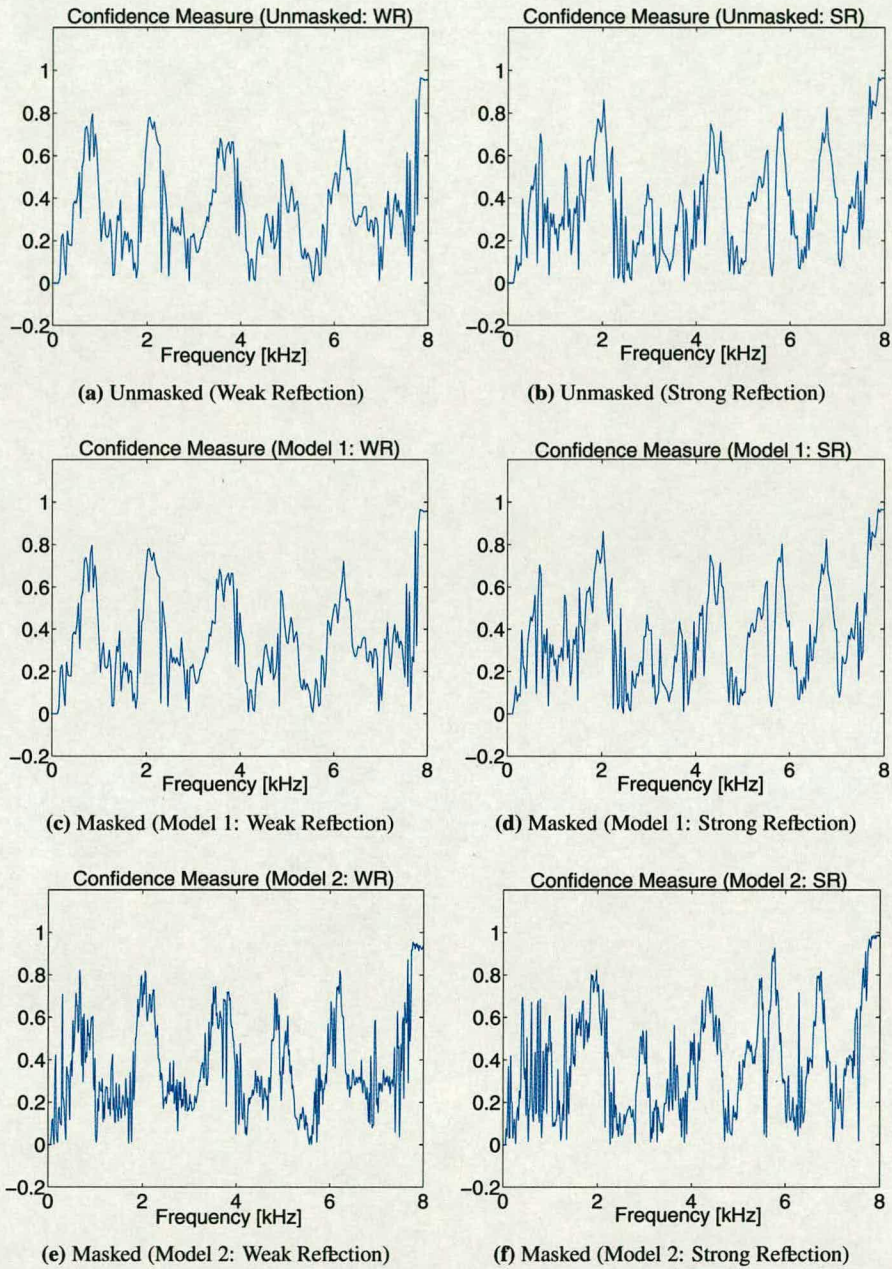 Confidence Measure (Unmasked: WR)
1
0.8
0.6
0.4
0.2
0
−0.2
0 2 4 6 8
Frequency [kHz]
(a) Unmasked (Weak Reflection)
Confidence Measure (Unmasked: SR)
1
0.8
0.6
0.4
0.2
0
−0.2
0 2 4 6 8
Frequency [kHz]
(b) Unmasked (Strong Reflection)
Confidence Measure (Model 1: WR)
1
0.8
0.6
0.4
0.2
0
−0.2
0 2 4 6 8
Frequency [kHz]
(c) Masked (Model 1: Weak Reflection)
Confidence Measure (Model 1: SR)
1
0.8
0.6
0.4
0.2
0
−0.2
0 2 4 6 8
Frequency [kHz]
(d) Masked (Model 1: Strong Reflection)
Confidence Measure (Model 2: WR)
1
0.8
0.6
0.4
0.2
0
−0.2
0 2 4 6 8
Frequency [kHz]
(e) Masked (Model 2: Weak Reflection)
Confidence Measure (Model 2: SR)
1
0.8
0.6
0.4
0.2
0
−0.2
0 2 4 6 8
Frequency [kHz]
(f) Masked (Model 2: Strong Reflection)